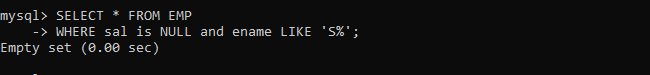 mysql> SELECT * FROM EMP
    -> WHERE sal is NULL and ename LIKE 'S%';
Empty set (0.00 sec)